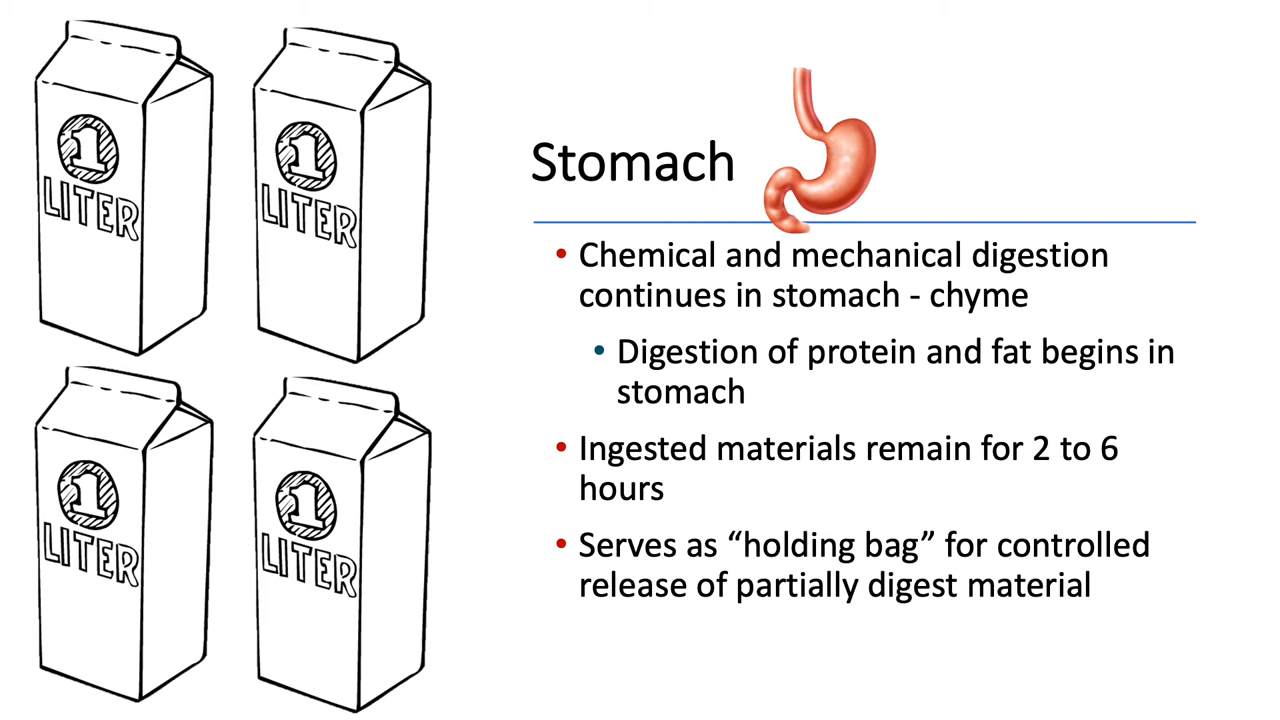 1
LITER
1
LITER
1
LITER
1
LITER
Stomach
• Chemical and mechanical digestion
continues in stomach - chyme
• Digestion of protein and fat begins in
stomach
• Ingested materials remain for 2 to 6
hours
• Serves as “holding bag” for controlled
release of partially digest material